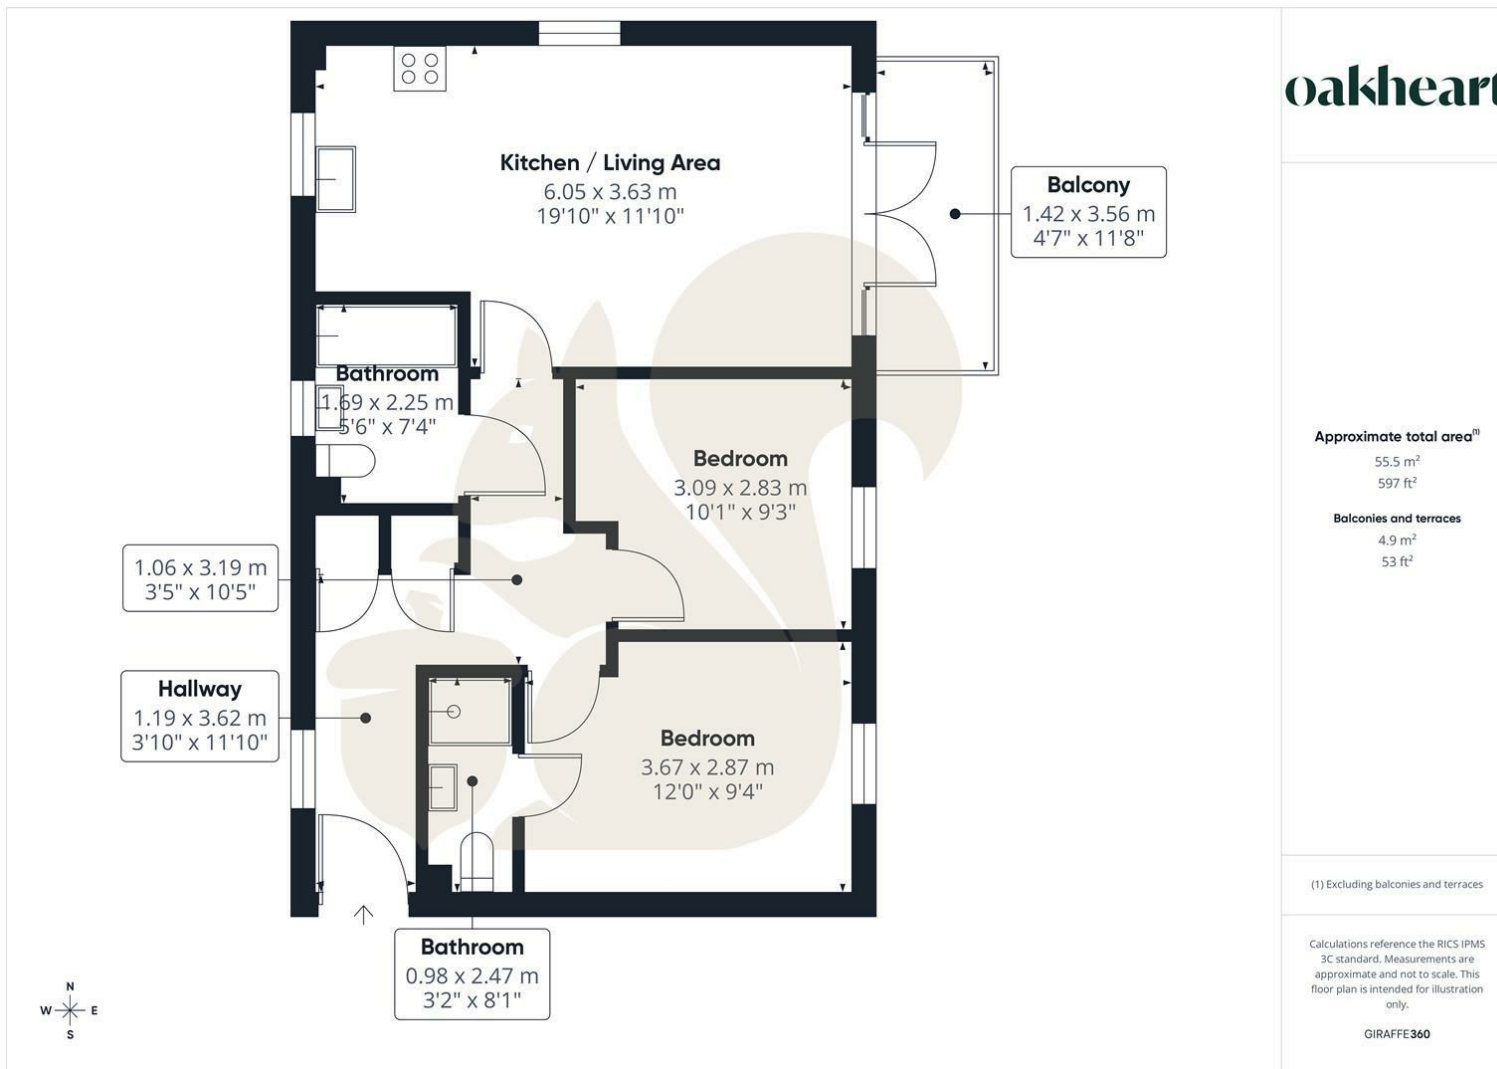 Kitchen / Living Area
6.05 x 3.63 m
19'10" x 11'10"
Balcony
1.42 x 3.56 m
4'7" x 11'8"
Bathroom
1.69 x 2.25 m
5'6" x 7'4"
Bedroom
3.09 x 2.83 m
10'1" x 9'3"
1.06 x 3.19 m
3'5" x 10'5"
Hallway
1.19 x 3.62 m
3'10" x 11'10"
Bedroom
3.67 x 2.87 m
12'0" x 9'4"
Bathroom
0.98 x 2.47 m
3'2" x 8'1"
N
W E
S
oakheart
Approximate total area(1)
55.5 m²
597 ft²
Balconies and terraces
4.9 m²
53 ft²
(1) Excluding balconies and terraces
Calculations reference the RICS IPMS
3C standard. Measurements are
approximate and not to scale. This
floor plan is intended for illustration
only.
GIRAFFE360